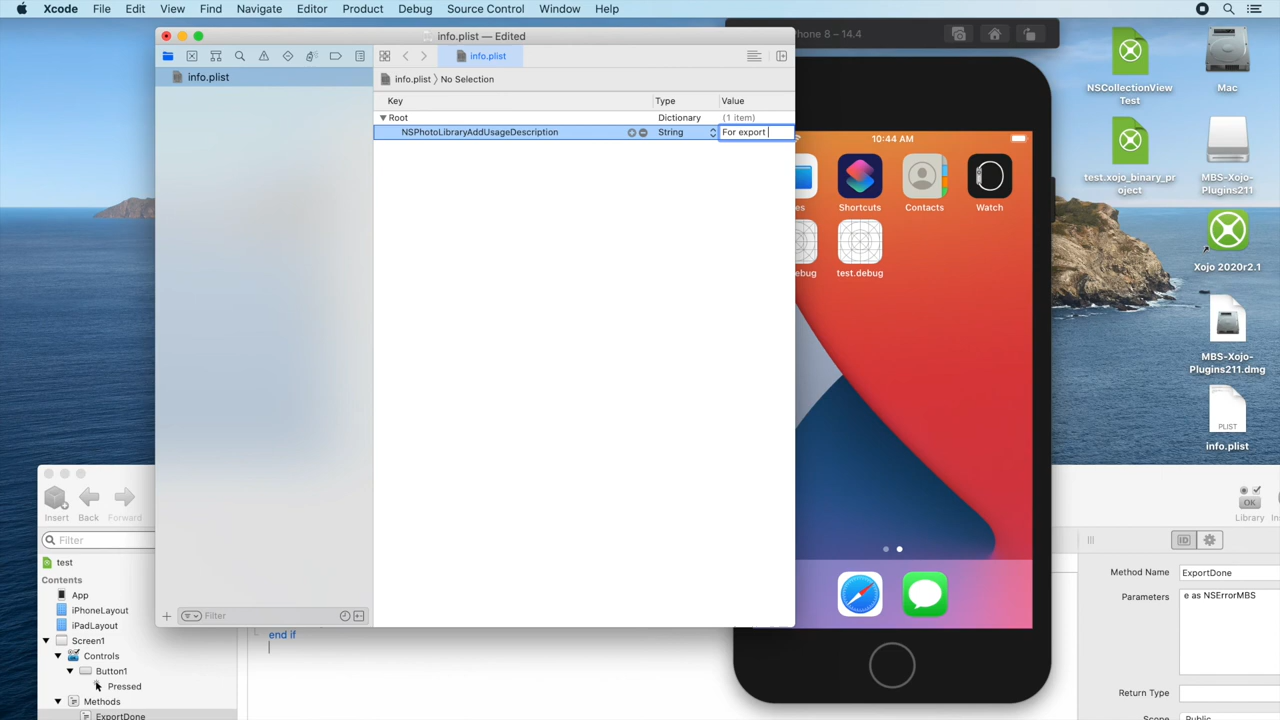 Xcode File Edit View Find Navigate Editor Product Debug Source Control Window Help
info.plist — Edited
info.plist
info.plist
info.plist 〉 No Selection
Key Type Value
Root Dictionary (1 item)
NSPhotoLibraryAddUsageDescription String For export
Filter
Phone 8 – 14.4
10:44 AM
Shortcuts
Contacts
Watch
test.debug
NSCollectionView
Test
Mac
test.xojo_binary_pr
oject
MBS-Xojo-
Plugins211
Xojo 2020r2.1
MBS-Xojo-
Plugins211.dmg
PLIST
info.plist
Insert Back Forward
Filter
test
Contents
App
iPhoneLayout
iPadLayout
Screen1
Controls
Button1
Pressed
Methods
ExportDone
end if
OK
Library
ID
Method Name ExportDone
Parameters e as NSErrorMBS
Return Type
Scope Public